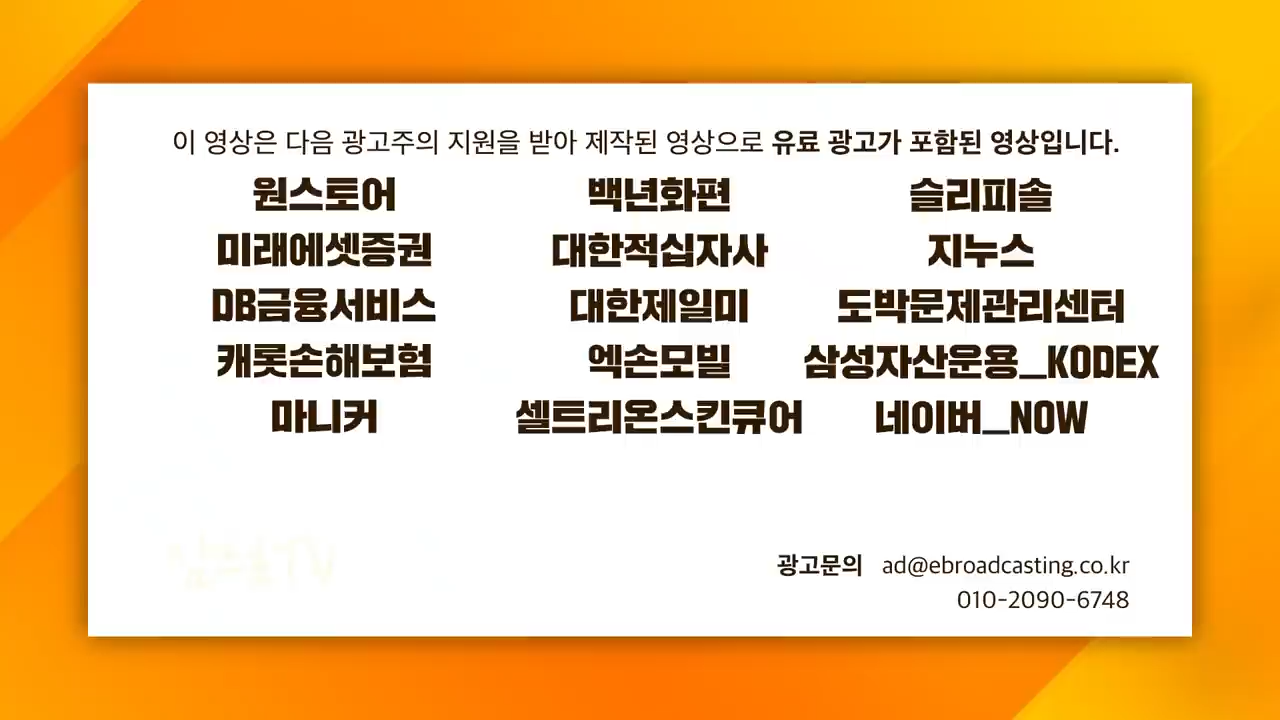 이 영상은 다음 광고주의 지원을 받아 제작된 영상으로 유료 광고가 포함된 영상입니다.
원스토어 백년화편 슬리피솔
미래에셋증권 대한적십자사 지누스
DB금융서비스 대한제일미 도박문제관리센터
캐롯손해보험 엑손모빌 삼성자산운용_KODEX
마니커 셀트리온스킨큐어 네이버_NOW
광고문의 ad@ebroadcasting.co.kr
010-2090-6748